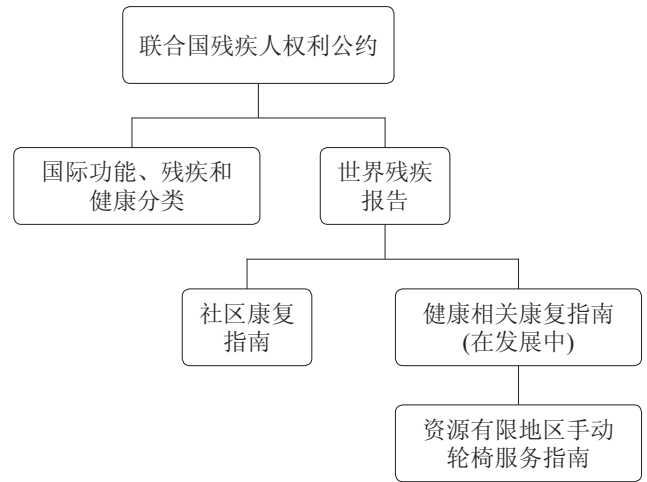 联合国残疾人权利公约
国际功能、残疾和
健康分类
世界残疾
报告
社区康复
指南
健康相关康复指南
(在发展中)
资源有限地区手动
轮椅服务指南